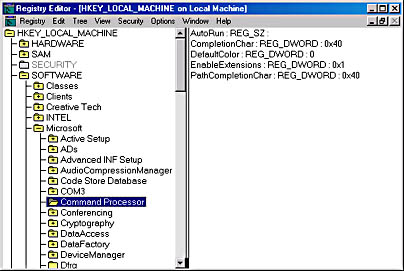 Registry Editor - [HKEY_LOCAL_MACHINE on Local Machine]
Registry Edit Tree View Security Options Window Help
HKEY_LOCAL_MACHINE
HARDWARE
SAM
SECURITY
SOFTWARE
Classes
Clients
Creative Tech
INTEL
Microsoft
Active Setup
ADs
Advanced INF Setup
AudioCompressionManager
Code Store Database
COM3
Command Processor
Conferencing
Cryptography
DataAccess
DataFactory
DeviceManager
Dfrg
AutoRun : REG_SZ :
CompletionChar : REG_DWORD : 0x40
DefaultColor : REG_DWORD : 0
EnableExtensions : REG_DWORD : 0x1
PathCompletionChar : REG_DWORD : 0x40